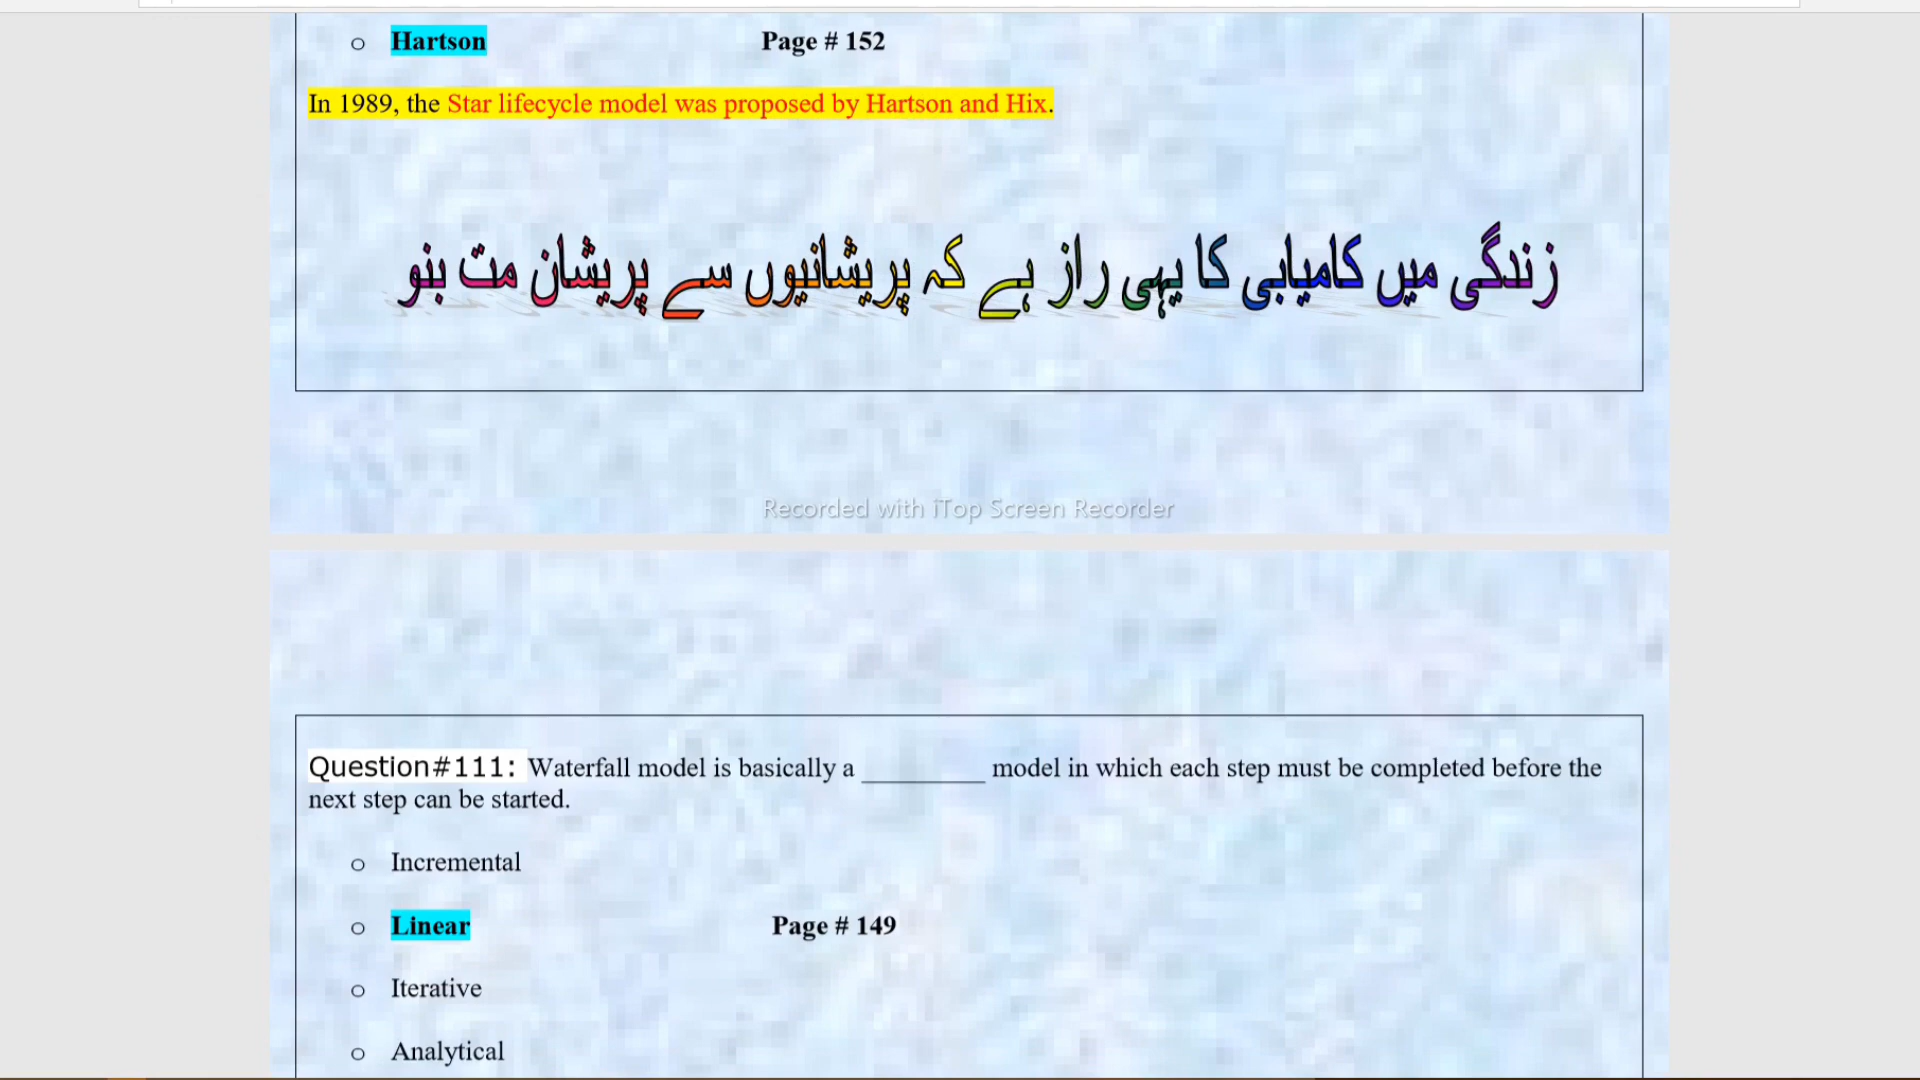 o Hartson Page # 152
In 1989, the Star lifecycle model was proposed by Hartson and Hix.
زندگی میں کامیابی کا یہی راز ہے کہ پریشانیوں سے پریشان مت بنو
Recorded with iTop Screen Recorder
Question#111: Waterfall model is basically a _________ model in which each step must be completed before the
next step can be started.
o Incremental
o Linear Page # 149
o Iterative
o Analytical